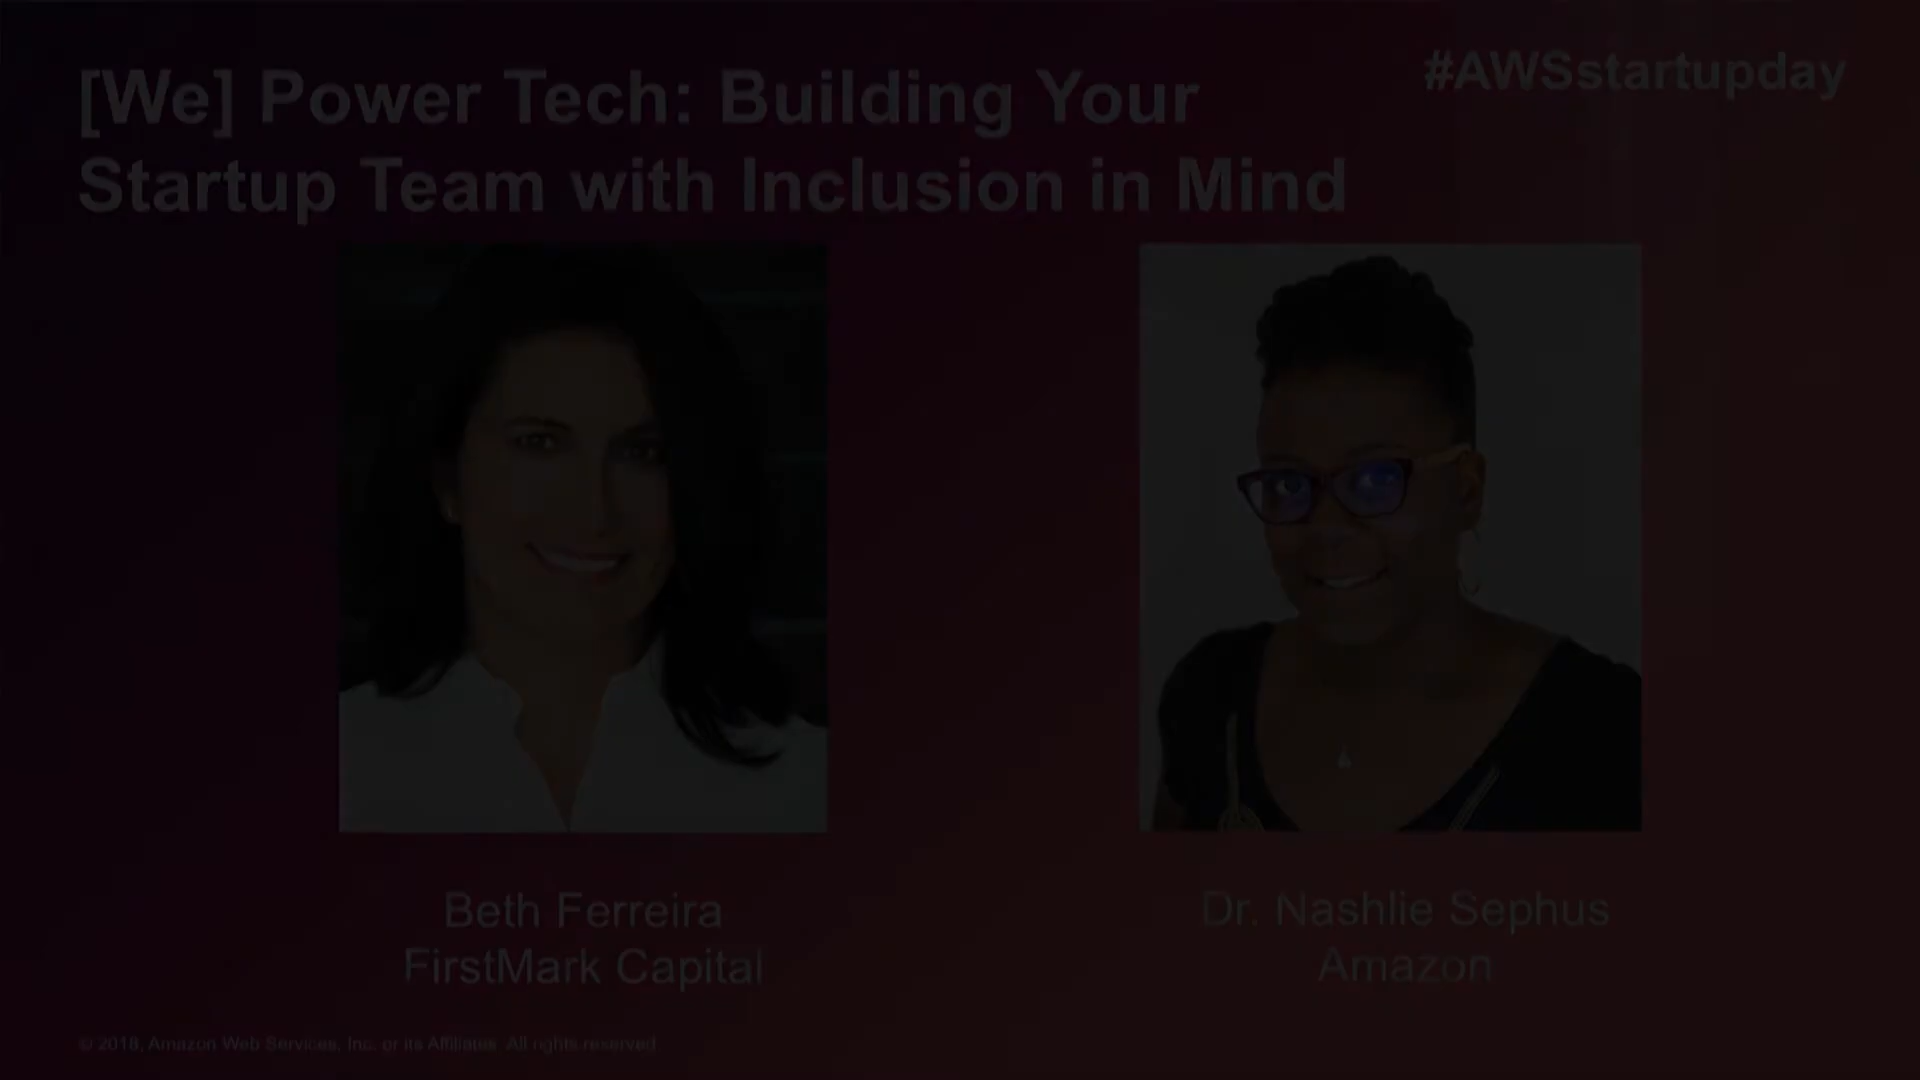 #AWSstartupday
[We] Power Tech: Building Your
Startup Team with Inclusion in Mind
Beth Ferreira
FirstMark Capital
Dr. Nashlie Sephus
Amazon
© 2018, Amazon Web Services, Inc. or its Affiliates. All rights reserved